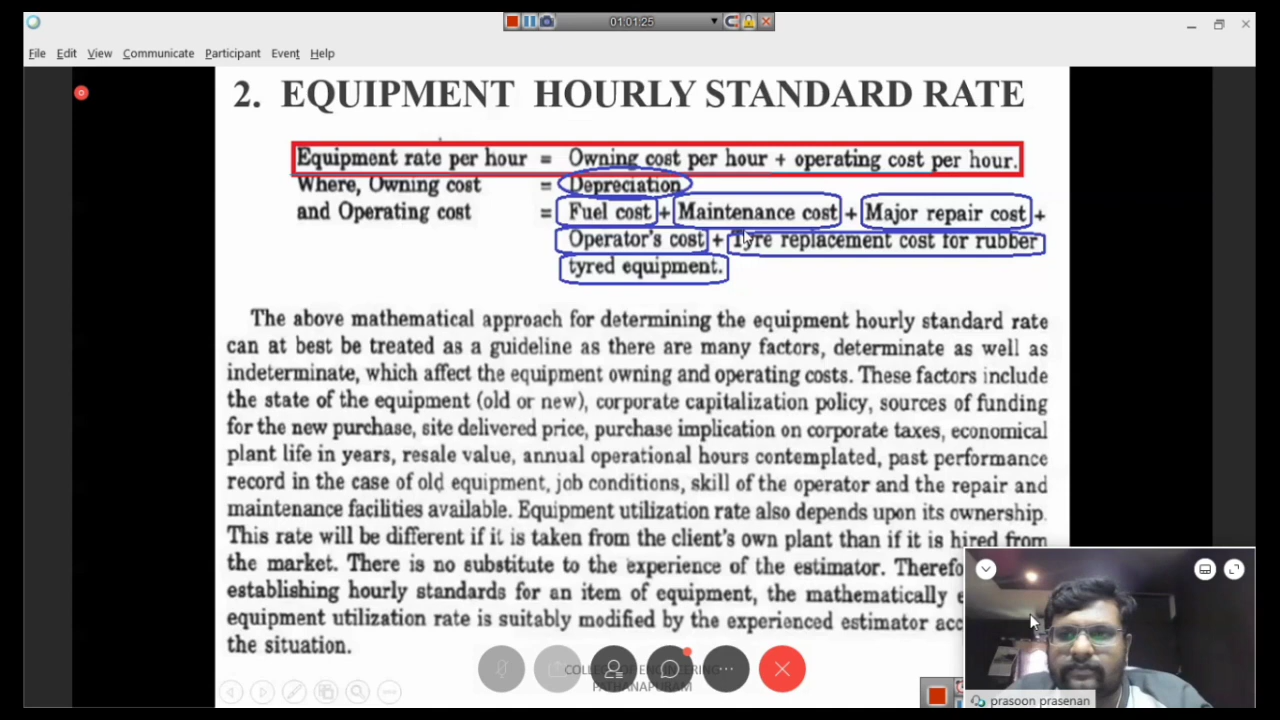 01:01:25
File Edit View Communicate Participant Event Help
2. EQUIPMENT HOURLY STANDARD RATE
Equipment rate per hour = Owning cost per hour + operating cost per hour.
Where, Owning cost = Depreciation
and Operating cost = Fuel cost + Maintenance cost + Major repair cost +
Operator's cost + Tyre replacement cost for rubber
tyred equipment.
The above mathematical approach for determining the equipment hourly standard rate
can at best be treated as a guideline as there are many factors, determinate as well as
indeterminate, which affect the equipment owning and operating costs. These factors include
the state of the equipment (old or new), corporate capitalization policy, sources of funding
for the new purchase, site delivered price, purchase implication on corporate taxes, economical
plant life in years, resale value, annual operational hours contemplated, past performance
record in the case of old equipment, job conditions, skill of the operator and the repair and
maintenance facilities available. Equipment utilization rate also depends upon its ownership.
This rate will be different if it is taken from the client's own plant than if it is hired from
the market. There is no substitute to the experience of the estimator.
establishing hourly standards for an item of equipment, the mathematically
equipment utilization rate is suitably modified by the experienced estimator
the situation.
COLLEGE OF ENGINEERING
PATHANAPURAM
prasoon prasenan